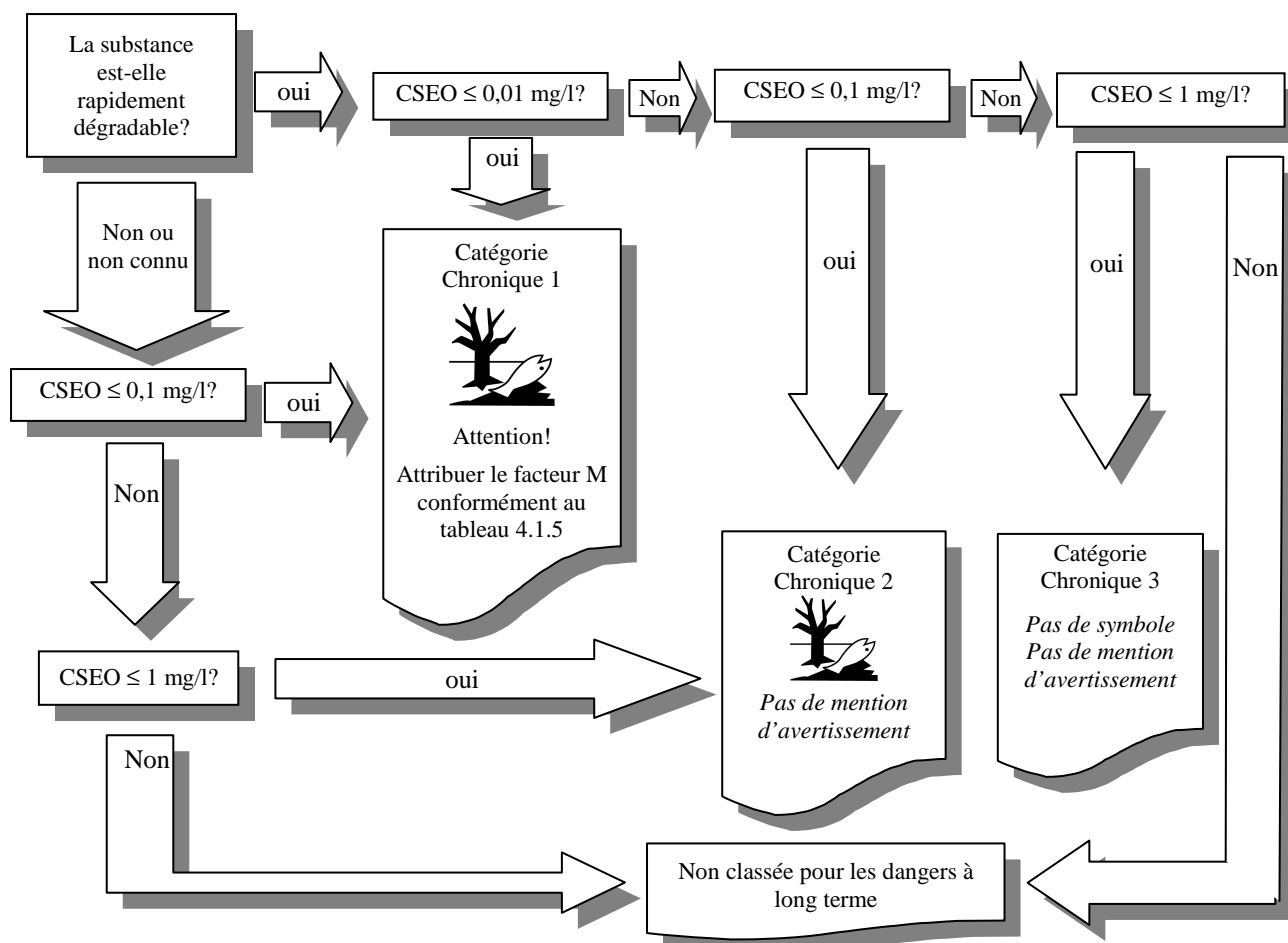 La substance
est-elle
rapidement
dégradable?
oui
CSEO ≤ 0,01 mg/l?
Non
CSEO ≤ 0,1 mg/l?
Non
CSEO ≤ 1 mg/l?
oui
Non ou
non connu
Catégorie
Chronique 1
Attention!
Attribuer le facteur M
conformément au
tableau 4.1.5
oui
oui
Non
CSEO ≤ 0,1 mg/l?
oui
Non
Catégorie
Chronique 2
Pas de mention
d'avertissement
Catégorie
Chronique 3
Pas de symbole
Pas de mention
d'avertissement
CSEO ≤ 1 mg/l?
oui
Non
Non classée pour les dangers à
long terme